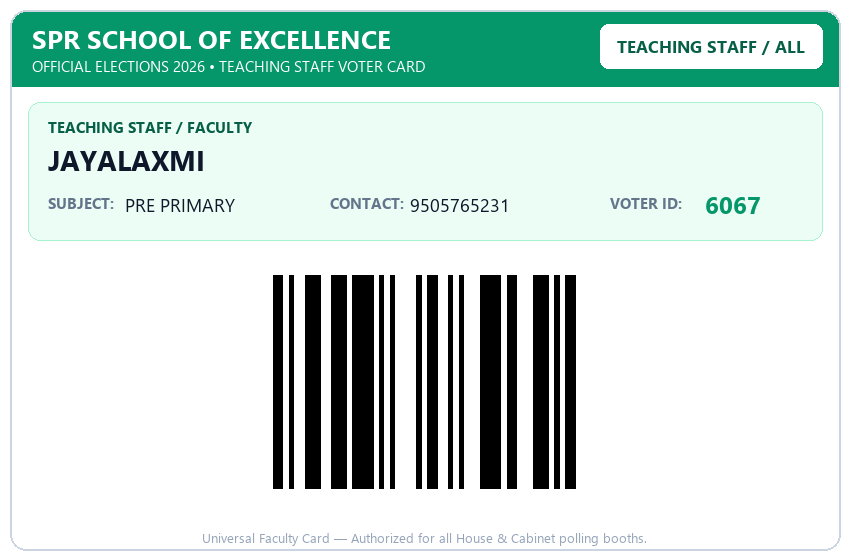 SPR SCHOOL OF EXCELLENCE
TEACHING STAFF / ALL
OFFICIAL ELECTIONS 2026 • TEACHING STAFF VOTER CARD
TEACHING STAFF / FACULTY
JAYALAXMI
SUBJECT: PRE PRIMARY CONTACT: 9505765231 VOTER ID: 6067
Universal Faculty Card — Authorized for all House & Cabinet polling booths.